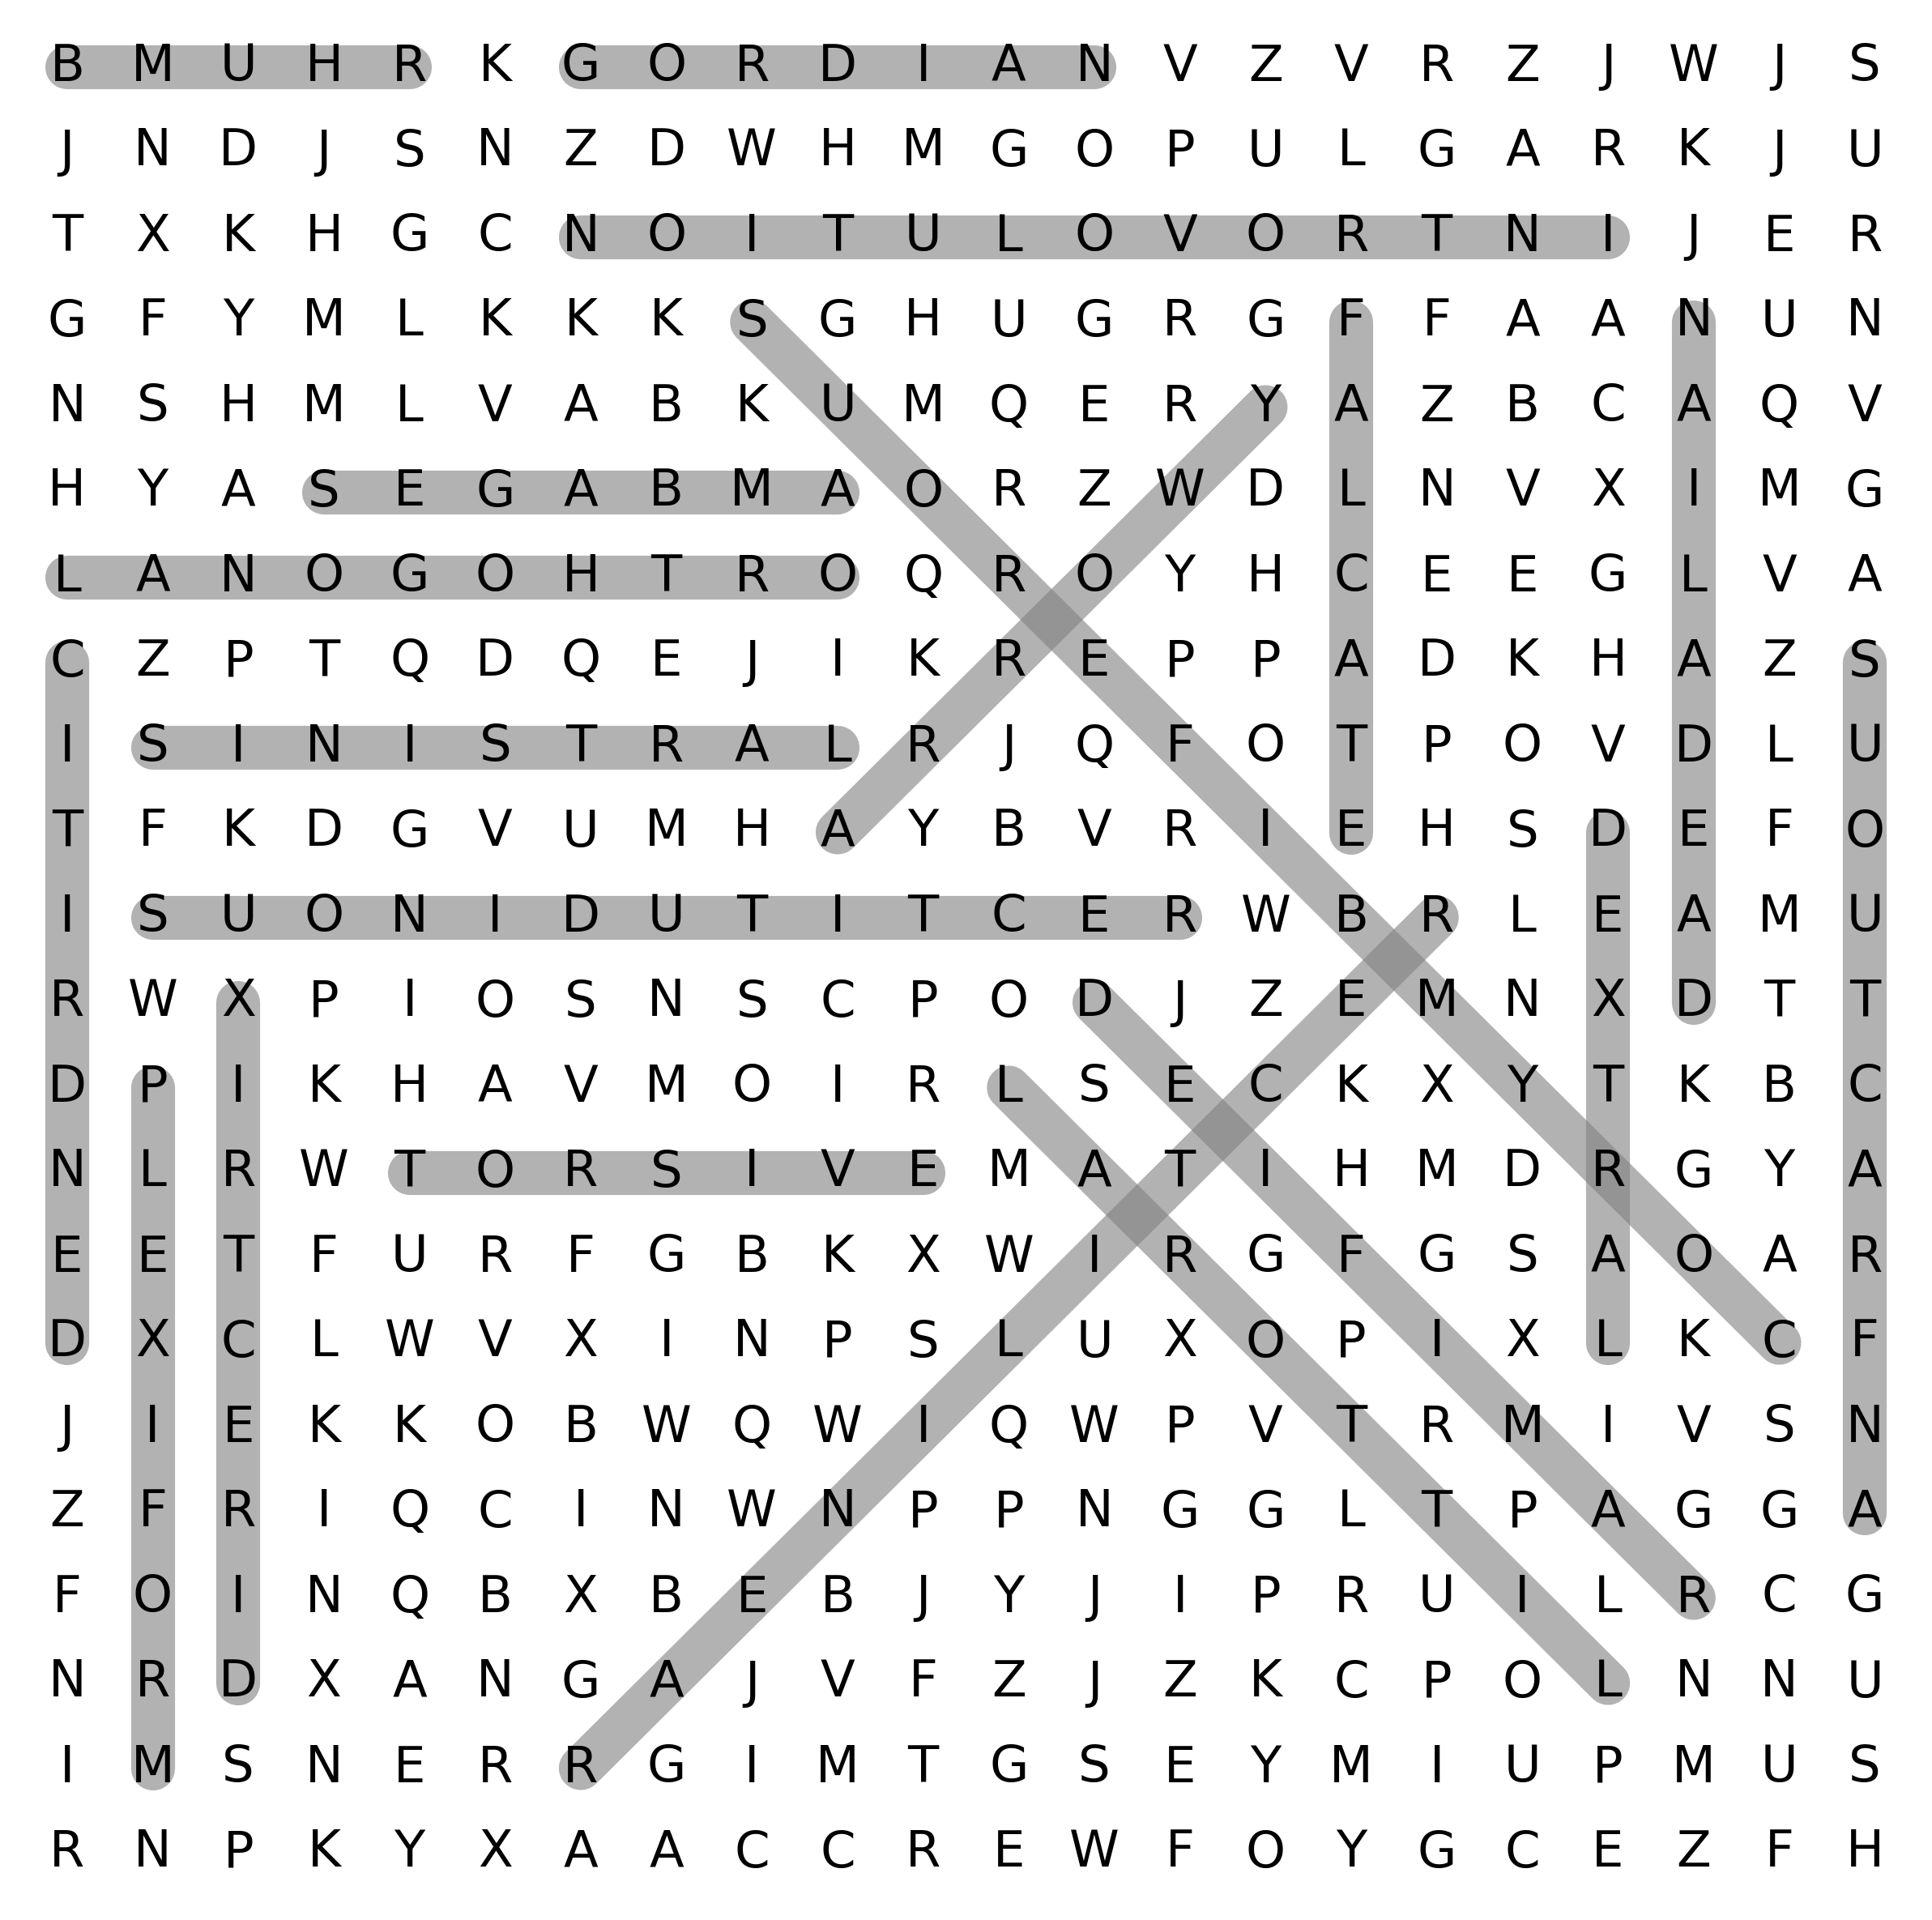 B M U H R K G O R D I A N V Z V R Z J W J S
J N D J S N Z D W H M G O P U L G A R K J U
T X K H G C N O I T U L O V O R T N I J E R
G F Y M L K K K S G H U G R G F F A A N U N
N S H M L V A B K U M Q E R Y A Z B C A Q V
H Y A S E G A B M A O R Z W D L N V X I M G
L A N O G O H T R O Q R O Y H C E E G L V A
C Z P T Q D Q E J I K R E P P A D K H A Z S
I S I N I S T R A L R J Q F O T P O V D L U
T F K D G V U M H A Y B V R I E H S D E F O
I S U O N I D U T I T C E R W B R L E A M U
R W X P I O S N S C P O D J Z E M N X D T T
D P I K H A V M O I R L S E C K X Y T K B C
N L R W T O R S I V E M A T I H M D R G Y A
E E T F U R F G B K X W I R G F G S A O A R
D X C L W V X I N P S L U X O P I X L K C F
J I E K K O B W Q W I Q W P V T R M I V S N
Z F R I Q C I N W N P P N G G L T P A G G A
F O I N Q B X B E B J Y J I P R U I L R C G
N R D X A N G A J V F Z J Z K C P O L N N U
I M S N E R R G I M T G S E Y M I U P M U S
R N P K Y X A A C C R E W F O Y G C E Z F H